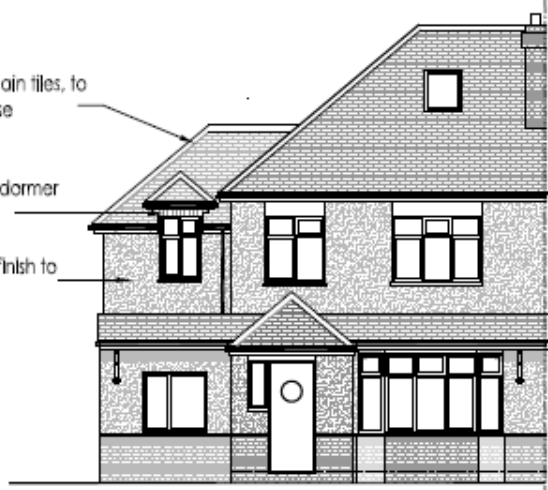 ain tiles, to
se
dormer
finish to